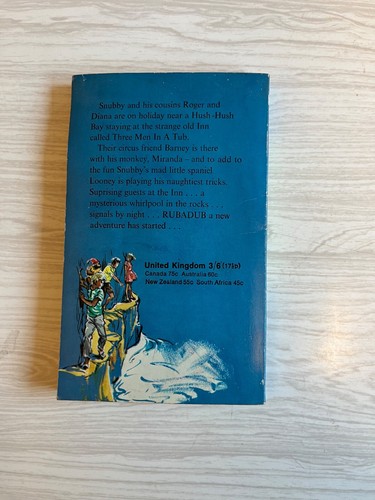 Snubby and his cousins Roger and
Diana are on holiday near a Hush-Hush
Bay staying at the strange old Inn
called Three Men In A Tub.
Their circus friend Barney is there
with his monkey, Miranda – and to add to
the fun Snubby's mad little spaniel
Looney is playing his naughtiest tricks.
Suprising guests at the Inn . . . a
mysterious whirlpool in the rocks . . .
signals by night . . . RUBADUB a new
adventure has started . . .
United Kingdom 3/6 (17½p)
Canada 75c. Australia 60c
New Zealand 55c South Africa 45c